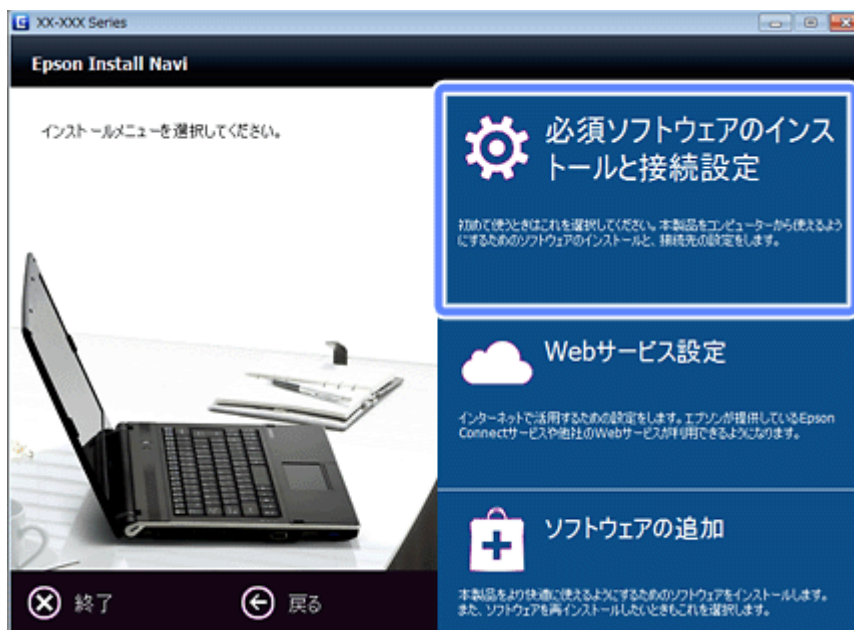 XX-XXX Series
Epson Install Navi
インストールメニューを選択してください。
必須ソフトウェアのインス
トールと接続設定
初めて使うときはこれを選択してください。本製品をコンピューターから使えるよう
にするためのソフトウェアのインストールと、接続先の設定をします。
Webサービス設定
インターネットで活用するための設定をします。エプソンが提供しているEpson
Connectサービスや他社のWebサービスが利用できるようになります。
ソフトウェアの追加
本製品をより快適に使えるようにするためのソフトウェアをインストールします。
また、ソフトウェアを再インストールしたいときもこれを選択します。
終了
戻る